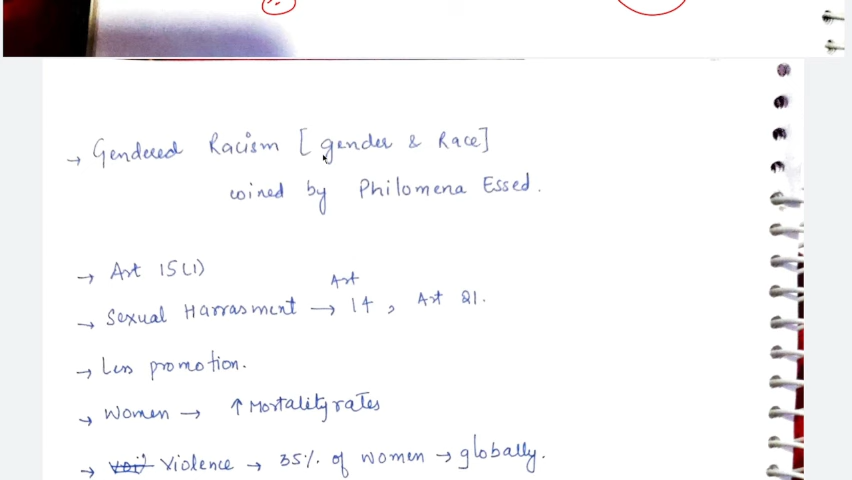 → Gendered Racism [gender & Race]
coined by Philomena Essed.
→ Art 15(1)
→ Sexual Harrasment → Art 14, Art 21.
→ Less promotion.
→ Women → ↑ Mortality rates
→ Violence → 35% of women → globally.